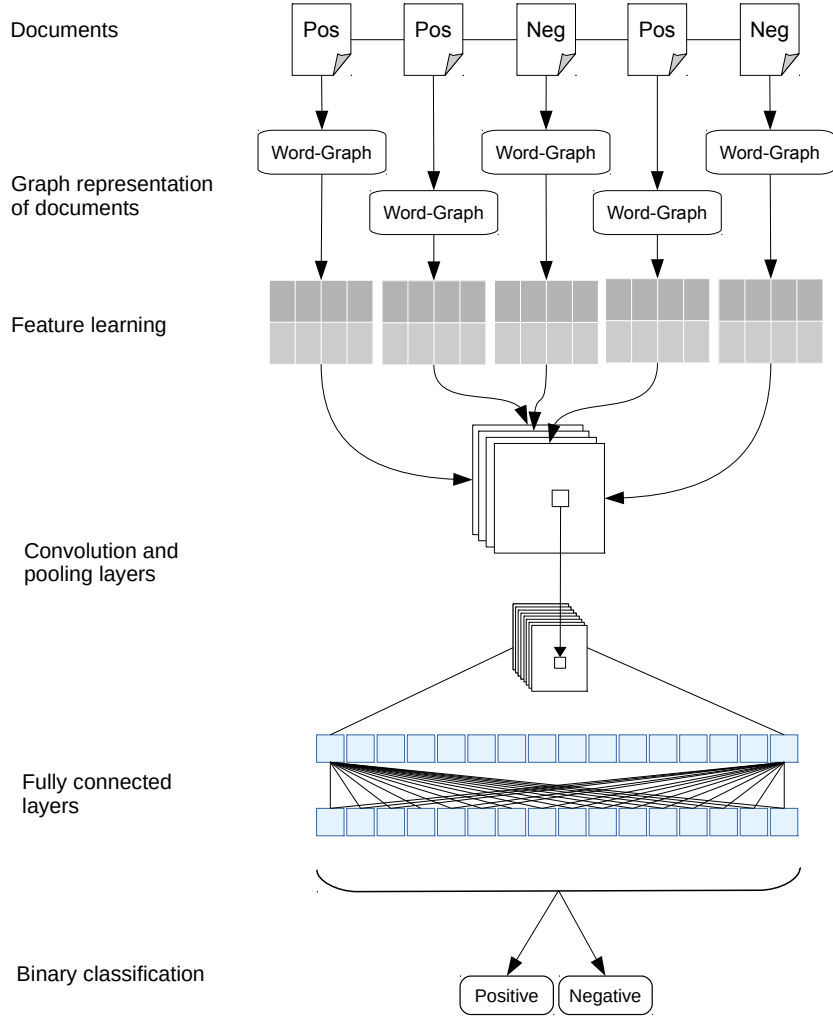 Documents
Pos
Pos
Neg
Pos
Neg
Word-Graph
Word-Graph
Word-Graph
Graph representation
of documents
Word-Graph
Word-Graph
Feature learning
Convolution and
pooling layers
Fully connected
layers
Binary classification
Positive
Negative